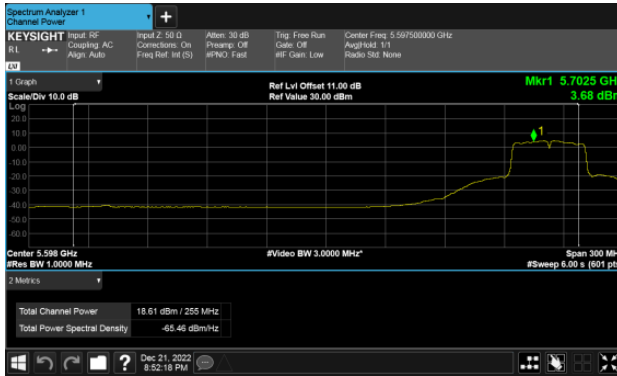 Spectrum Analyzer 1
Channel Power
+
KEYSIGHT Input: RF Input Z: 50 Ω Atten: 30 dB Trig: Free Run Center Freq: 5.597500000 GHz
RL Coupling: AC Corrections: On Preamp: Off Gate: Off Avg|Hold: 1/1
Align: Auto Freq Ref: Int (S) #PNO: Fast #IF Gain: Low Radio Std: None
LXI
1 Graph Ref Lvl Offset 11.00 dB Mkr1 5.7025 GH
Scale/Div 10.0 dB Ref Value 30.00 dBm 3.68 dBr
Log
20.0
10.0
1
0.00
-10.0
-20.0
-30.0
-40.0
-50.0
-60.0
Center 5.598 GHz #Video BW 3.0000 MHz* Span 300 MH
#Res BW 1.0000 MHz #Sweep 6.00 s (601 pts
2 Metrics
Total Channel Power 18.61 dBm / 255 MHz
Total Power Spectral Density -65.46 dBm/Hz
? Dec 21, 2022
8:52:18 PM